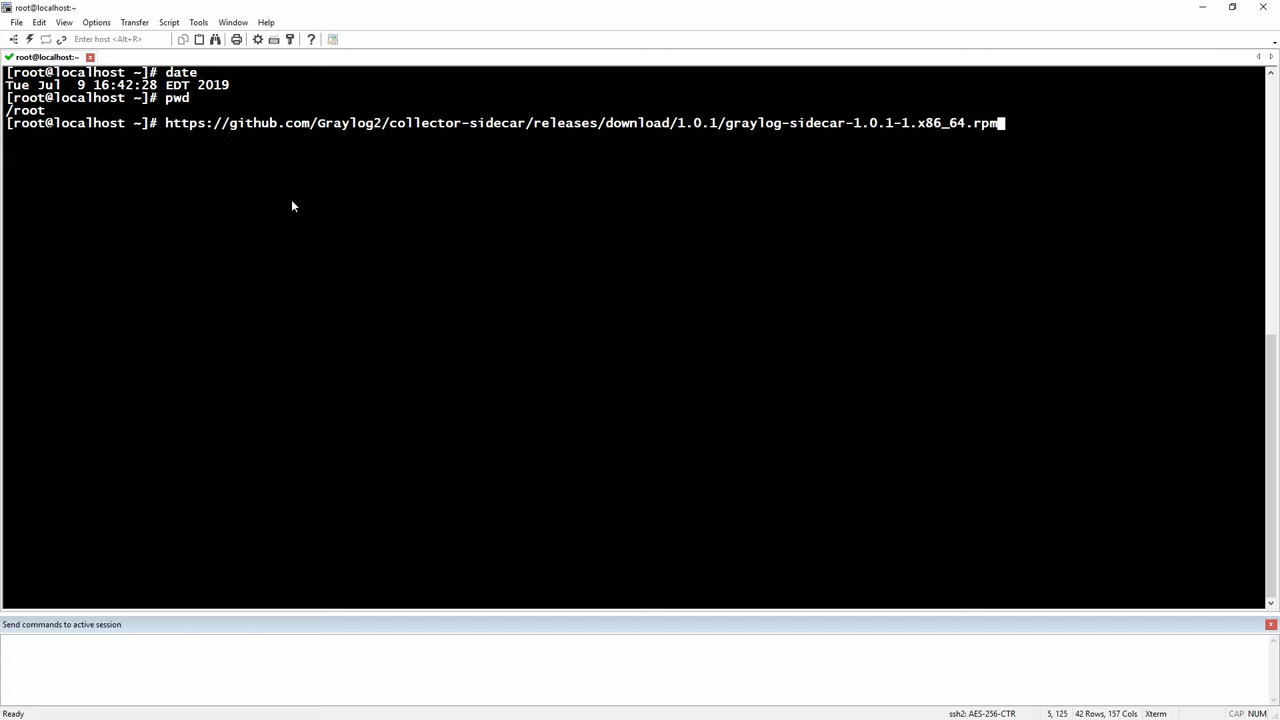 root@localhost:~
File Edit View Options Transfer Script Tools Window Help
Enter host <Alt+R>
root@localhost:~
[root@localhost ~]# date
Tue Jul  9 16:42:28 EDT 2019
[root@localhost ~]# pwd
/root
[root@localhost ~]# https://github.com/Graylog2/collector-sidecar/releases/download/1.0.1/graylog-sidecar-1.0.1-1.x86_64.rpm
Send commands to active session
Ready ssh2: AES-256-CTR 5, 125 42 Rows, 157 Cols Xterm CAP NUM